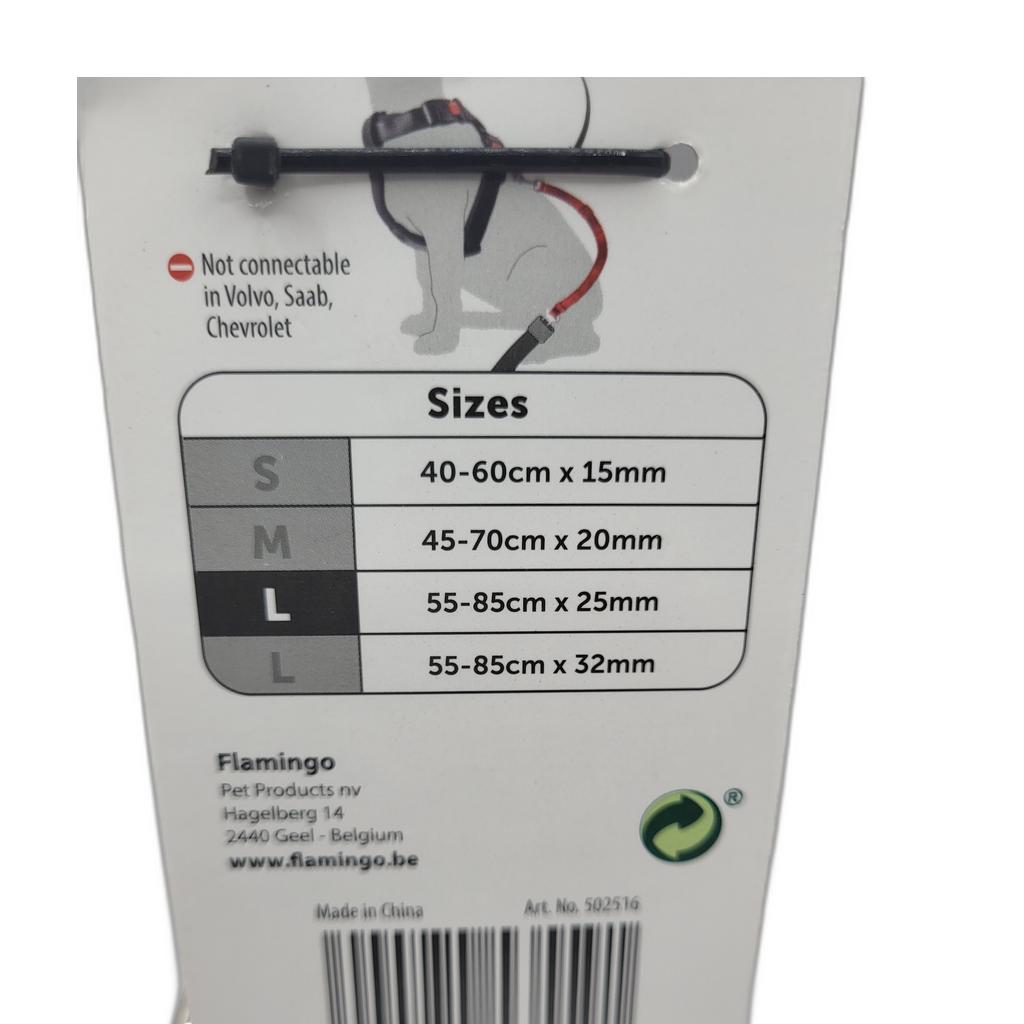 Not connectable
in Volvo, Saab,
Chevrolet
Sizes
S 40-60cm x 15mm
M 45-70cm x 20mm
L 55-85cm x 25mm
L 55-85cm x 32mm
Flamingo
Pet Products nv
Hagelberg 14
2440 Geel - Belgium
www.flamingo.be
®
Made in China Art. No. 502516